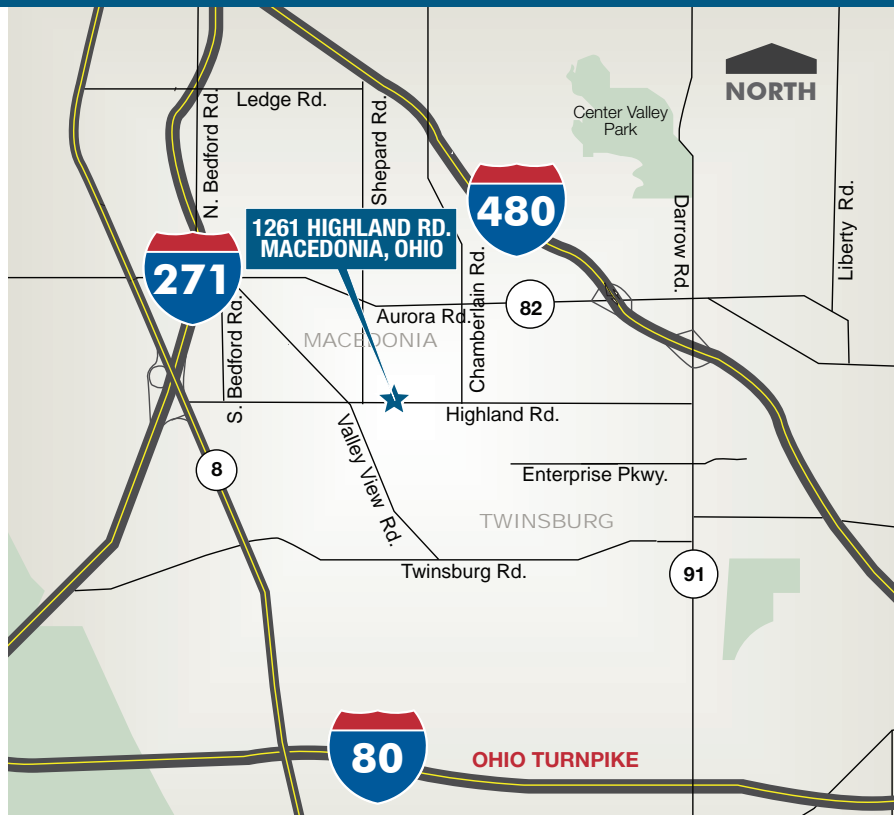 Ledge Rd.
N. Bedford Rd.
Shepard Rd.
Center Valley
Park
NORTH
480
Darrow Rd.
Liberty Rd.
1261 HIGHLAND RD.
MACEDONIA, OHIO
271
Chamberlain Rd.
82
Aurora Rd.
MACEDONIA
S. Bedford Rd.
Highland Rd.
Valley View Rd.
8
Enterprise Pkwy.
TWINSBURG
Twinsburg Rd.
91
80
OHIO TURNPIKE